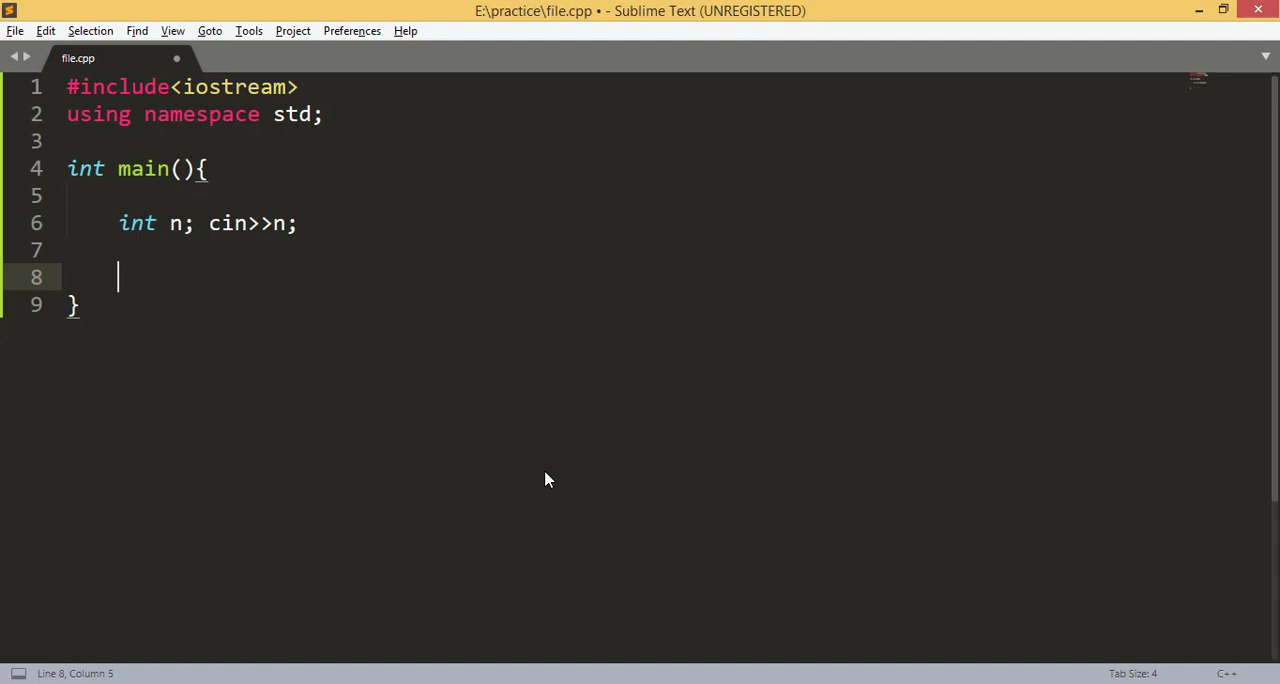 E:\practice\file.cpp • - Sublime Text (UNREGISTERED)
File Edit Selection Find View Goto Tools Project Preferences Help
file.cpp
1 #include<iostream>
2 using namespace std;
3
4 int main(){
5
6 int n; cin>>n;
7
8
9 }
Line 8, Column 5 Tab Size: 4 C++